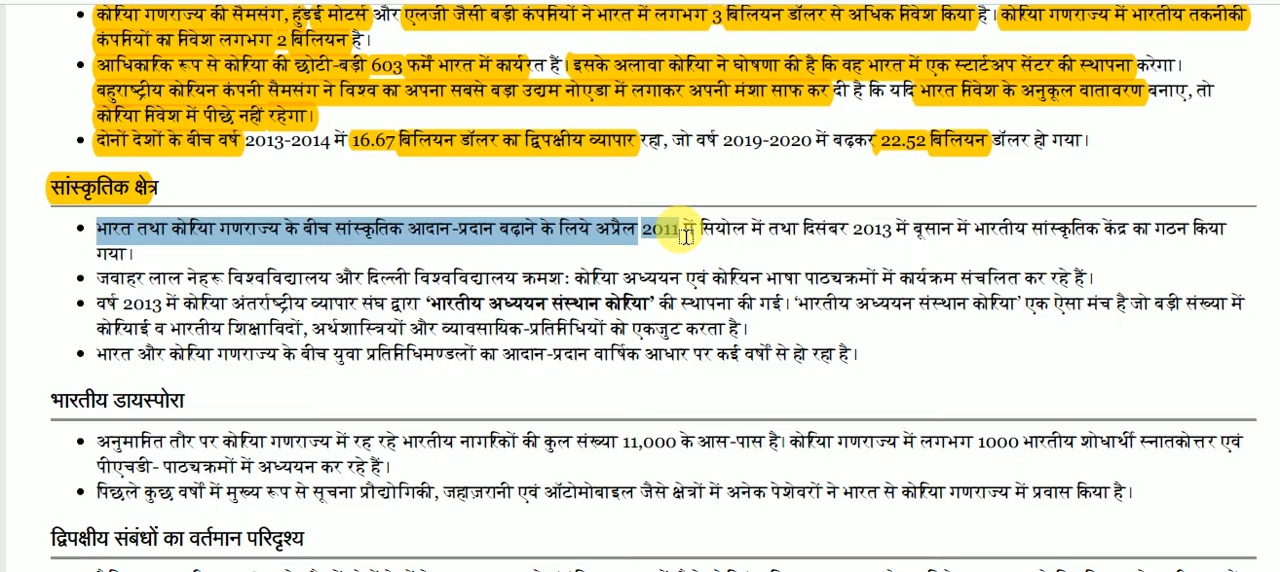 कोरिया गणराज्य की सैमसंग, हुंडई मोटर्स और एलजी जैसी बड़ी कंपनियों ने भारत में लगभग 3 बिलियन डॉलर से अधिक निवेश किया है। कोरिया गणराज्य में भारतीय तकनीकी
कंपनियों का निवेश लगभग 2 बिलियन है।
आधिकारिक रूप से कोरिया की छोटी-बड़ी 603 फर्में भारत में कार्यरत हैं। इसके अलावा कोरिया ने घोषणा की है कि वह भारत में एक स्टार्टअप सेंटर की स्थापना करेगा।
बहुराष्ट्रीय कोरियन कंपनी सैमसंग ने विश्व का अपना सबसे बड़ा उद्यम नोएडा में लगाकर अपनी मंशा साफ कर दी है कि यदि भारत निवेश के अनुकूल वातावरण बनाए, तो
कोरिया निवेश में पीछे नहीं रहेगा।
दोनों देशों के बीच वर्ष 2013-2014 में 16.67 बिलियन डॉलर का द्विपक्षीय व्यापार रहा, जो वर्ष 2019-2020 में बढ़कर 22.52 बिलियन डॉलर हो गया।
सांस्कृतिक क्षेत्र
भारत तथा कोरिया गणराज्य के बीच सांस्कृतिक आदान-प्रदान बढ़ाने के लिये अप्रैल 2011 में सियोल में तथा दिसंबर 2013 में बूसान में भारतीय सांस्कृतिक केंद्र का गठन किया
गया।
जवाहर लाल नेहरू विश्वविद्यालय और दिल्ली विश्वविद्यालय क्रमश: कोरिया अध्ययन एवं कोरियन भाषा पाठ्यक्रमों में कार्यक्रम संचलित कर रहे हैं।
वर्ष 2013 में कोरिया अंतर्राष्ट्रीय व्यापार संघ द्वारा ‘भारतीय अध्ययन संस्थान कोरिया’ की स्थापना की गई। ‘भारतीय अध्ययन संस्थान कोरिया’ एक ऐसा मंच है जो बड़ी संख्या में
कोरियाई व भारतीय शिक्षाविदों, अर्थशास्त्रियों और व्यावसायिक-प्रतिनिधियों को एकजुट करता है।
भारत और कोरिया गणराज्य के बीच युवा प्रतिनिधिमण्डलों का आदान-प्रदान वार्षिक आधार पर कई वर्षों से हो रहा है।
भारतीय डायस्पोरा
अनुमानित तौर पर कोरिया गणराज्य में रह रहे भारतीय नागरिकों की कुल संख्या 11,000 के आस-पास है। कोरिया गणराज्य में लगभग 1000 भारतीय शोधार्थी स्नातकोत्तर एवं
पीएचडी- पाठ्यक्रमों में अध्ययन कर रहे हैं।
पिछले कुछ वर्षों में मुख्य रूप से सूचना प्रौद्योगिकी, जहाज़रानी एवं ऑटोमोबाइल जैसे क्षेत्रों में अनेक पेशेवरों ने भारत से कोरिया गणराज्य में प्रवास किया है।
द्विपक्षीय संबंधों का वर्तमान परिदृश्य